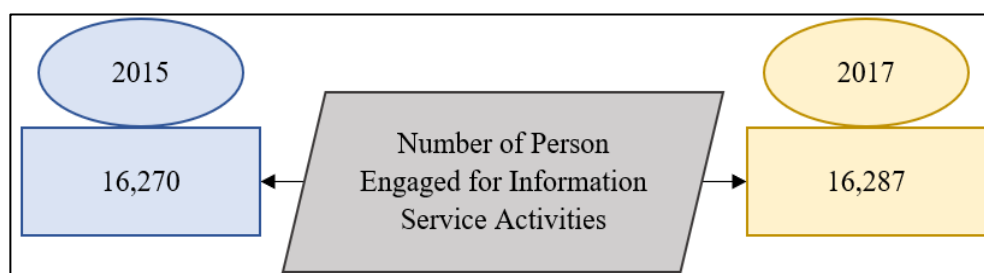 2015
2017
16,270
Number of Person
Engaged for Information
Service Activities
16,287